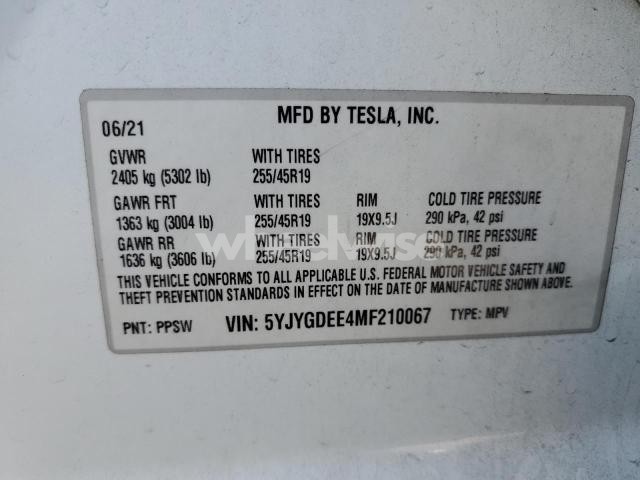 06/21 MFD BY TESLA, INC.
GVWR WITH TIRES
2405 kg (5302 lb) 255/45R19
GAWR FRT WITH TIRES RIM COLD TIRE PRESSURE
1363 kg (3004 lb) 255/45R19 19X9.5J 290 kPa, 42 psi
GAWR RR WITH TIRES RIM COLD TIRE PRESSURE
1636 kg (3606 lb) 255/45R19 19X9.5J 290 kPa, 42 psi
THIS VEHICLE CONFORMS TO ALL APPLICABLE U.S. FEDERAL MOTOR VEHICLE SAFETY AND
THEFT PREVENTION STANDARDS IN EFFECT ON THE DATE OF MANUFACTURE SHOWN ABOVE.
PNT: PPSW VIN: 5YJYGDEE4MF210067 TYPE: MPV